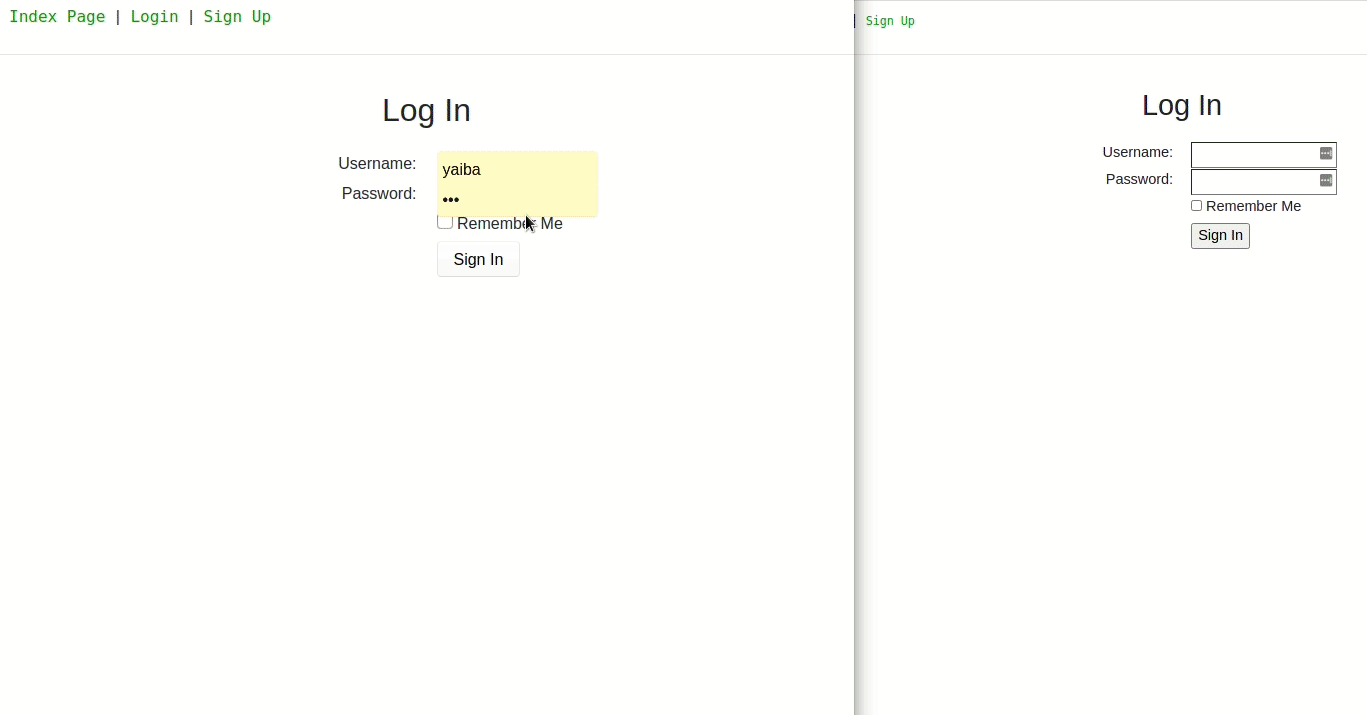 Index Page | Login | Sign Up
Log In
Username: yaiba
Password: •••
Remember Me
Sign In
| Sign Up
Log In
Username:
Password:
Remember Me
Sign In